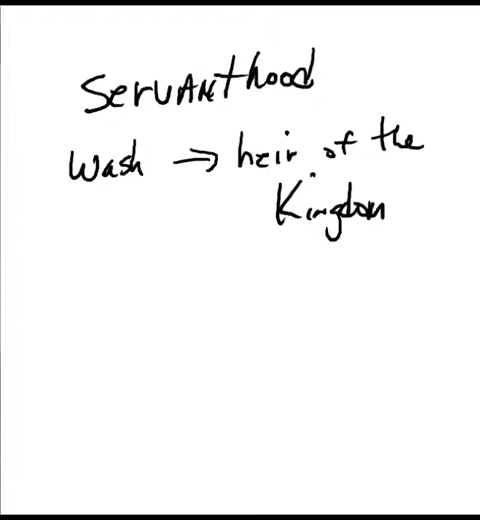 Servanthood
Wash → heir of the
Kingdom